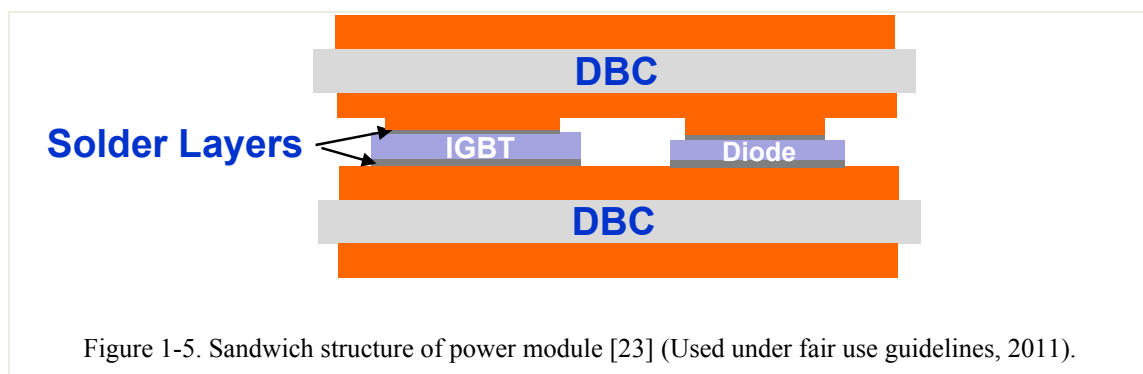 DBC
Solder Layers
IGBT
Diode
DBC
Figure 1-5. Sandwich structure of power module [23] (Used under fair use guidelines, 2011).